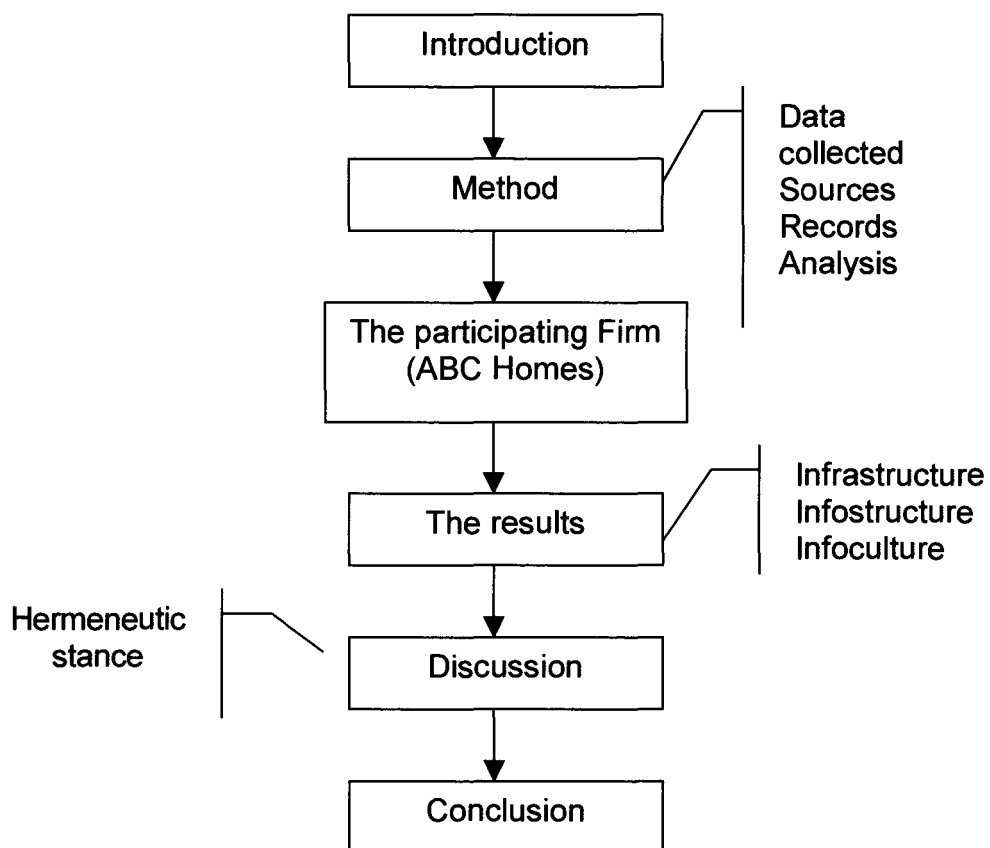 Introduction
Data
collected
Sources
Records
Analysis
Method
The participating Firm
(ABC Homes)
Infrastructure
Infostructure
Infoculture
The results
Hermeneutic
stance
Discussion
Conclusion